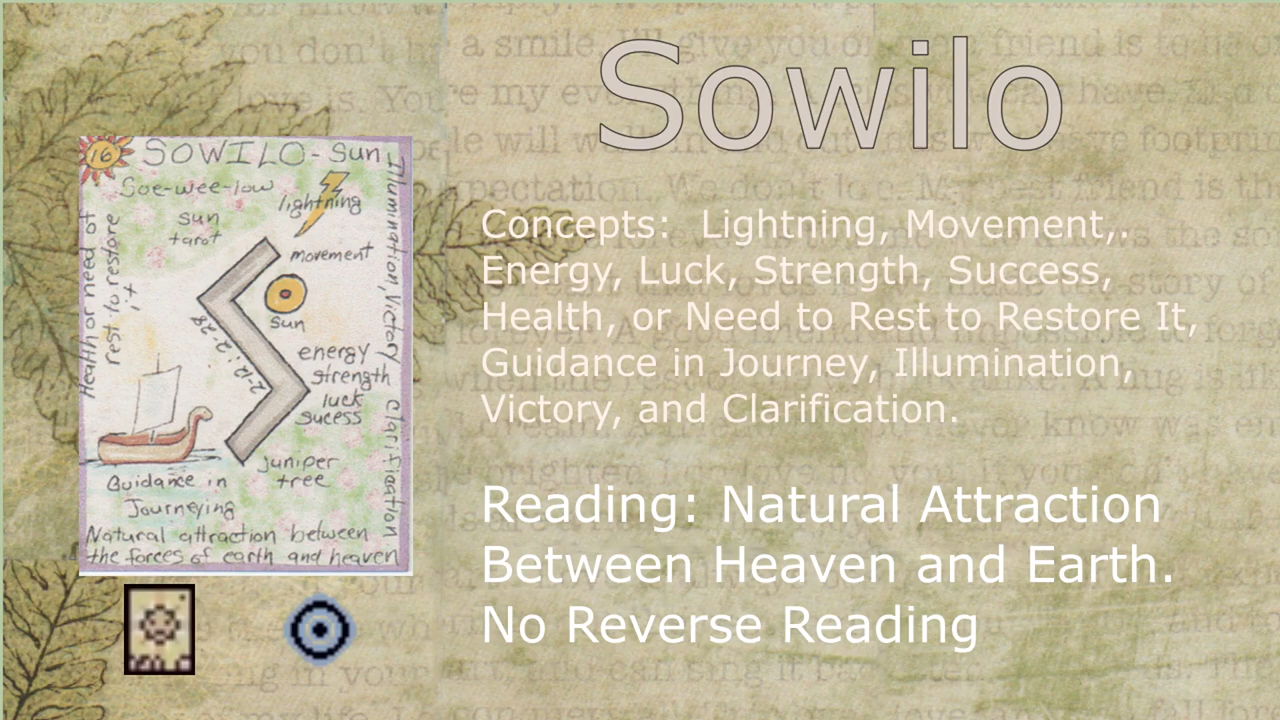 Sowilo
Concepts:  Lightning, Movement,.
Energy, Luck, Strength, Success,
Health, or Need to Rest to Restore It,
Guidance in Journey, Illumination,
Victory, and Clarification.
Reading: Natural Attraction
Between Heaven and Earth.
No Reverse Reading
16
SOWILO - Sun
Soe-wee-low
lightning
sun
tarot
movement
sun
energy
strength
luck
sucess
juniper
tree
Guidance in
Journeying
Natural attraction between
the forces of earth and heaven
Health or need of
rest to restore
it
Illumination, Victory Clarification